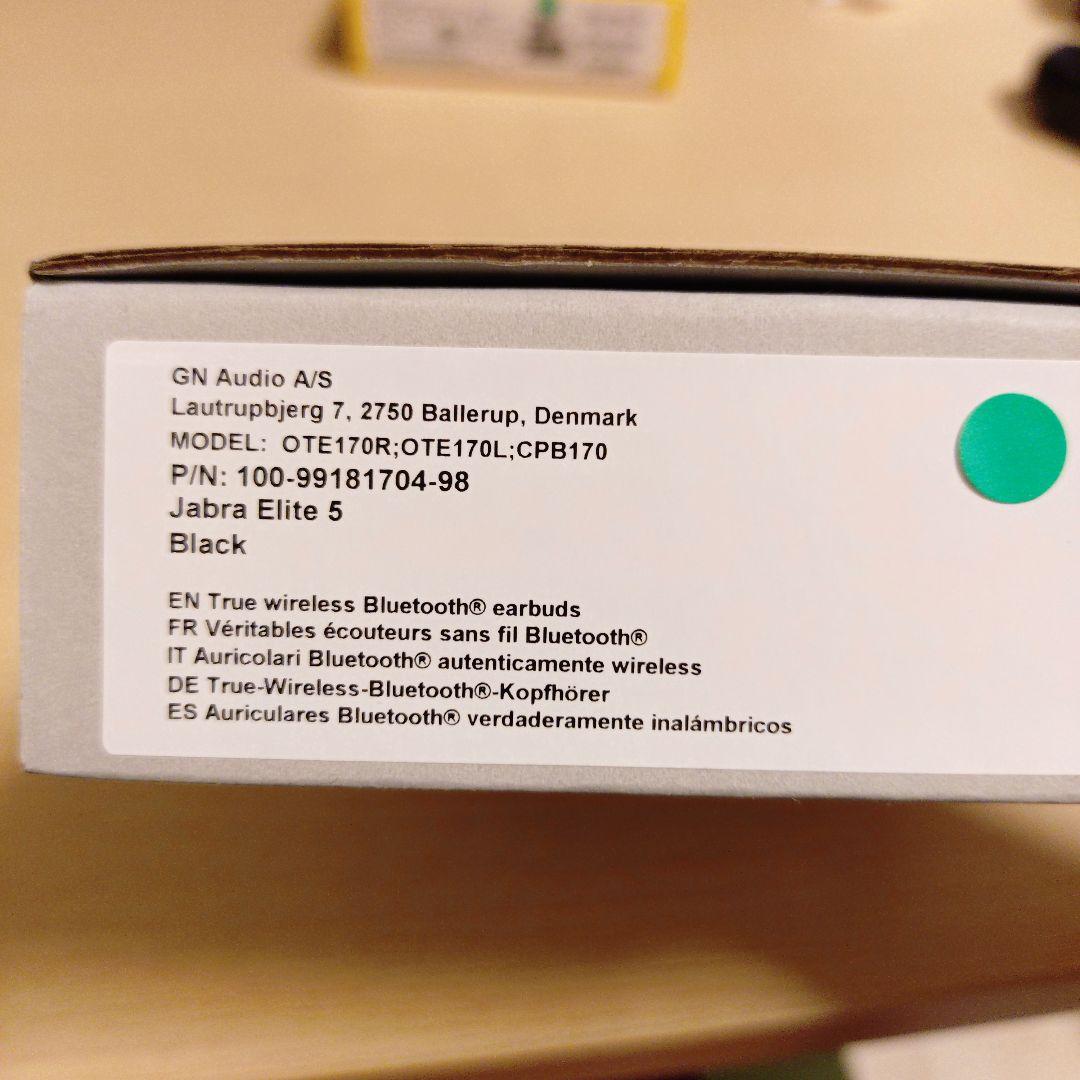 GN Audio A/S
Lautrupbjerg 7, 2750 Ballerup, Denmark
MODEL: OTE170R;OTE170L;CPB170
P/N: 100-99181704-98
Jabra Elite 5
Black
EN True wireless Bluetooth® earbuds
FR Véritables écouteurs sans fil Bluetooth®
IT Auricolari Bluetooth® autenticamente wireless
DE True-Wireless-Bluetooth®-Kopfhörer
ES Auriculares Bluetooth® verdaderamente inalámbricos